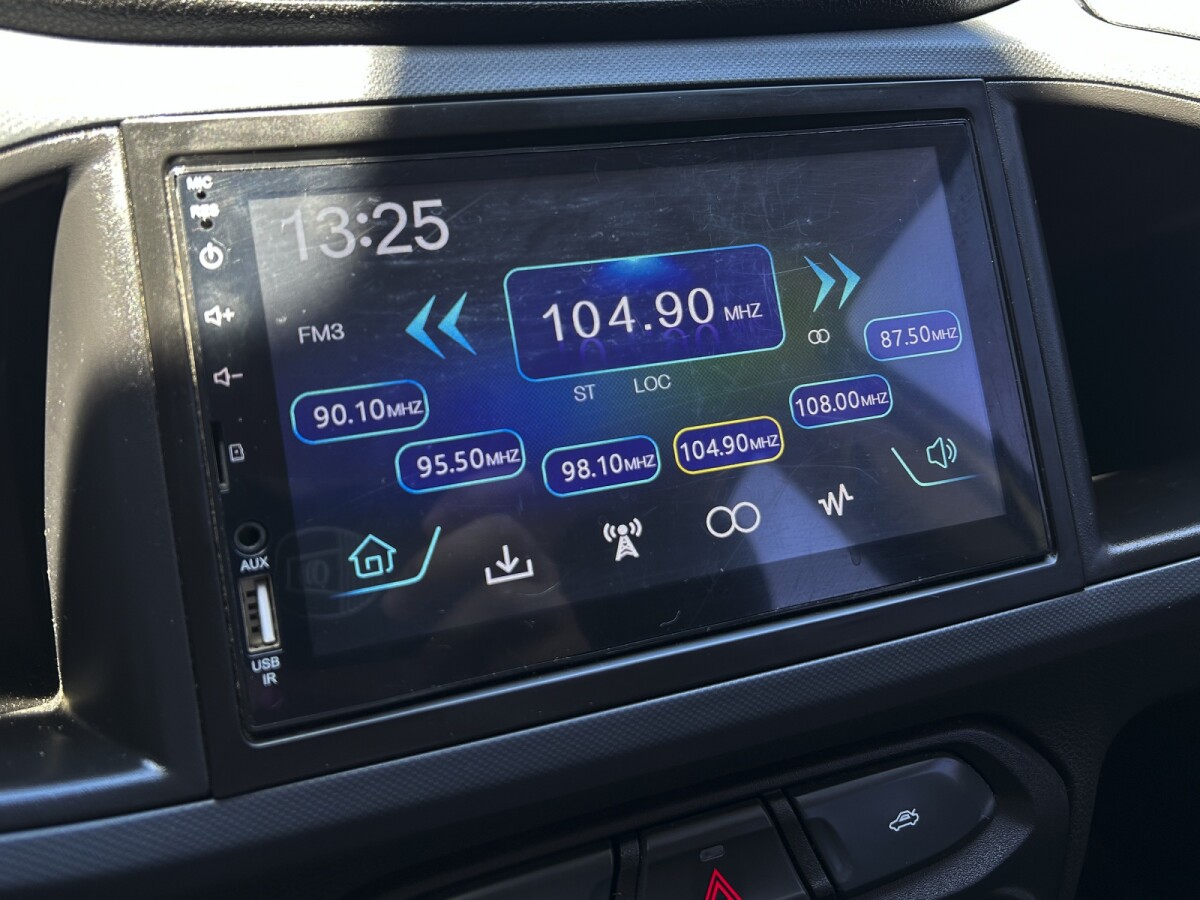 MIC
RES
13:25
104.90 MHZ
FM3
87.50MHZ
ST LOC
90.10MHZ
108.00MHZ
95.50MHZ
98.10MHZ
104.90MHZ
AUX
USB
IR